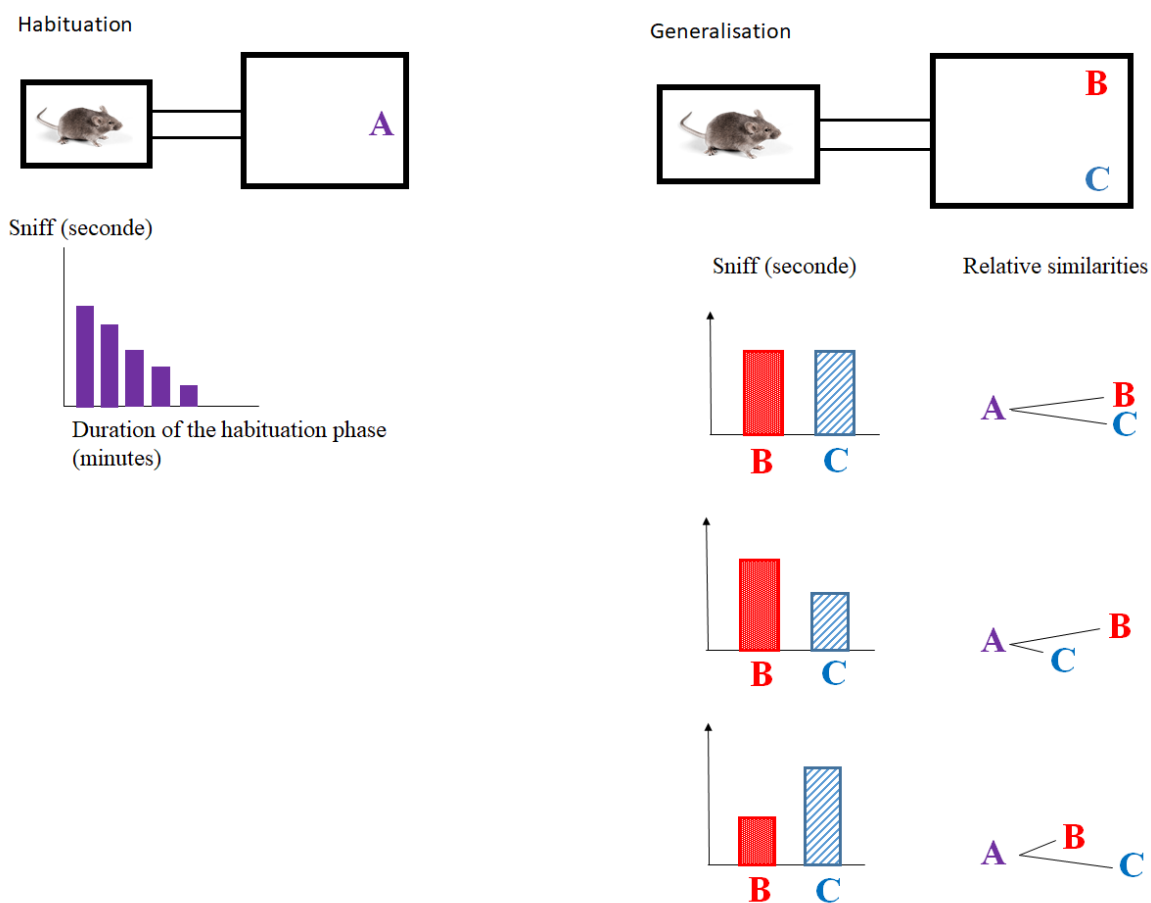 Habituation
A
Sniff (seconde)
Duration of the habituation phase
(minutes)
Generalisation
B
C
Sniff (seconde)
Relative similarities
B
C
A
B
C
B
C
A
B
C
B
C
A
B
C